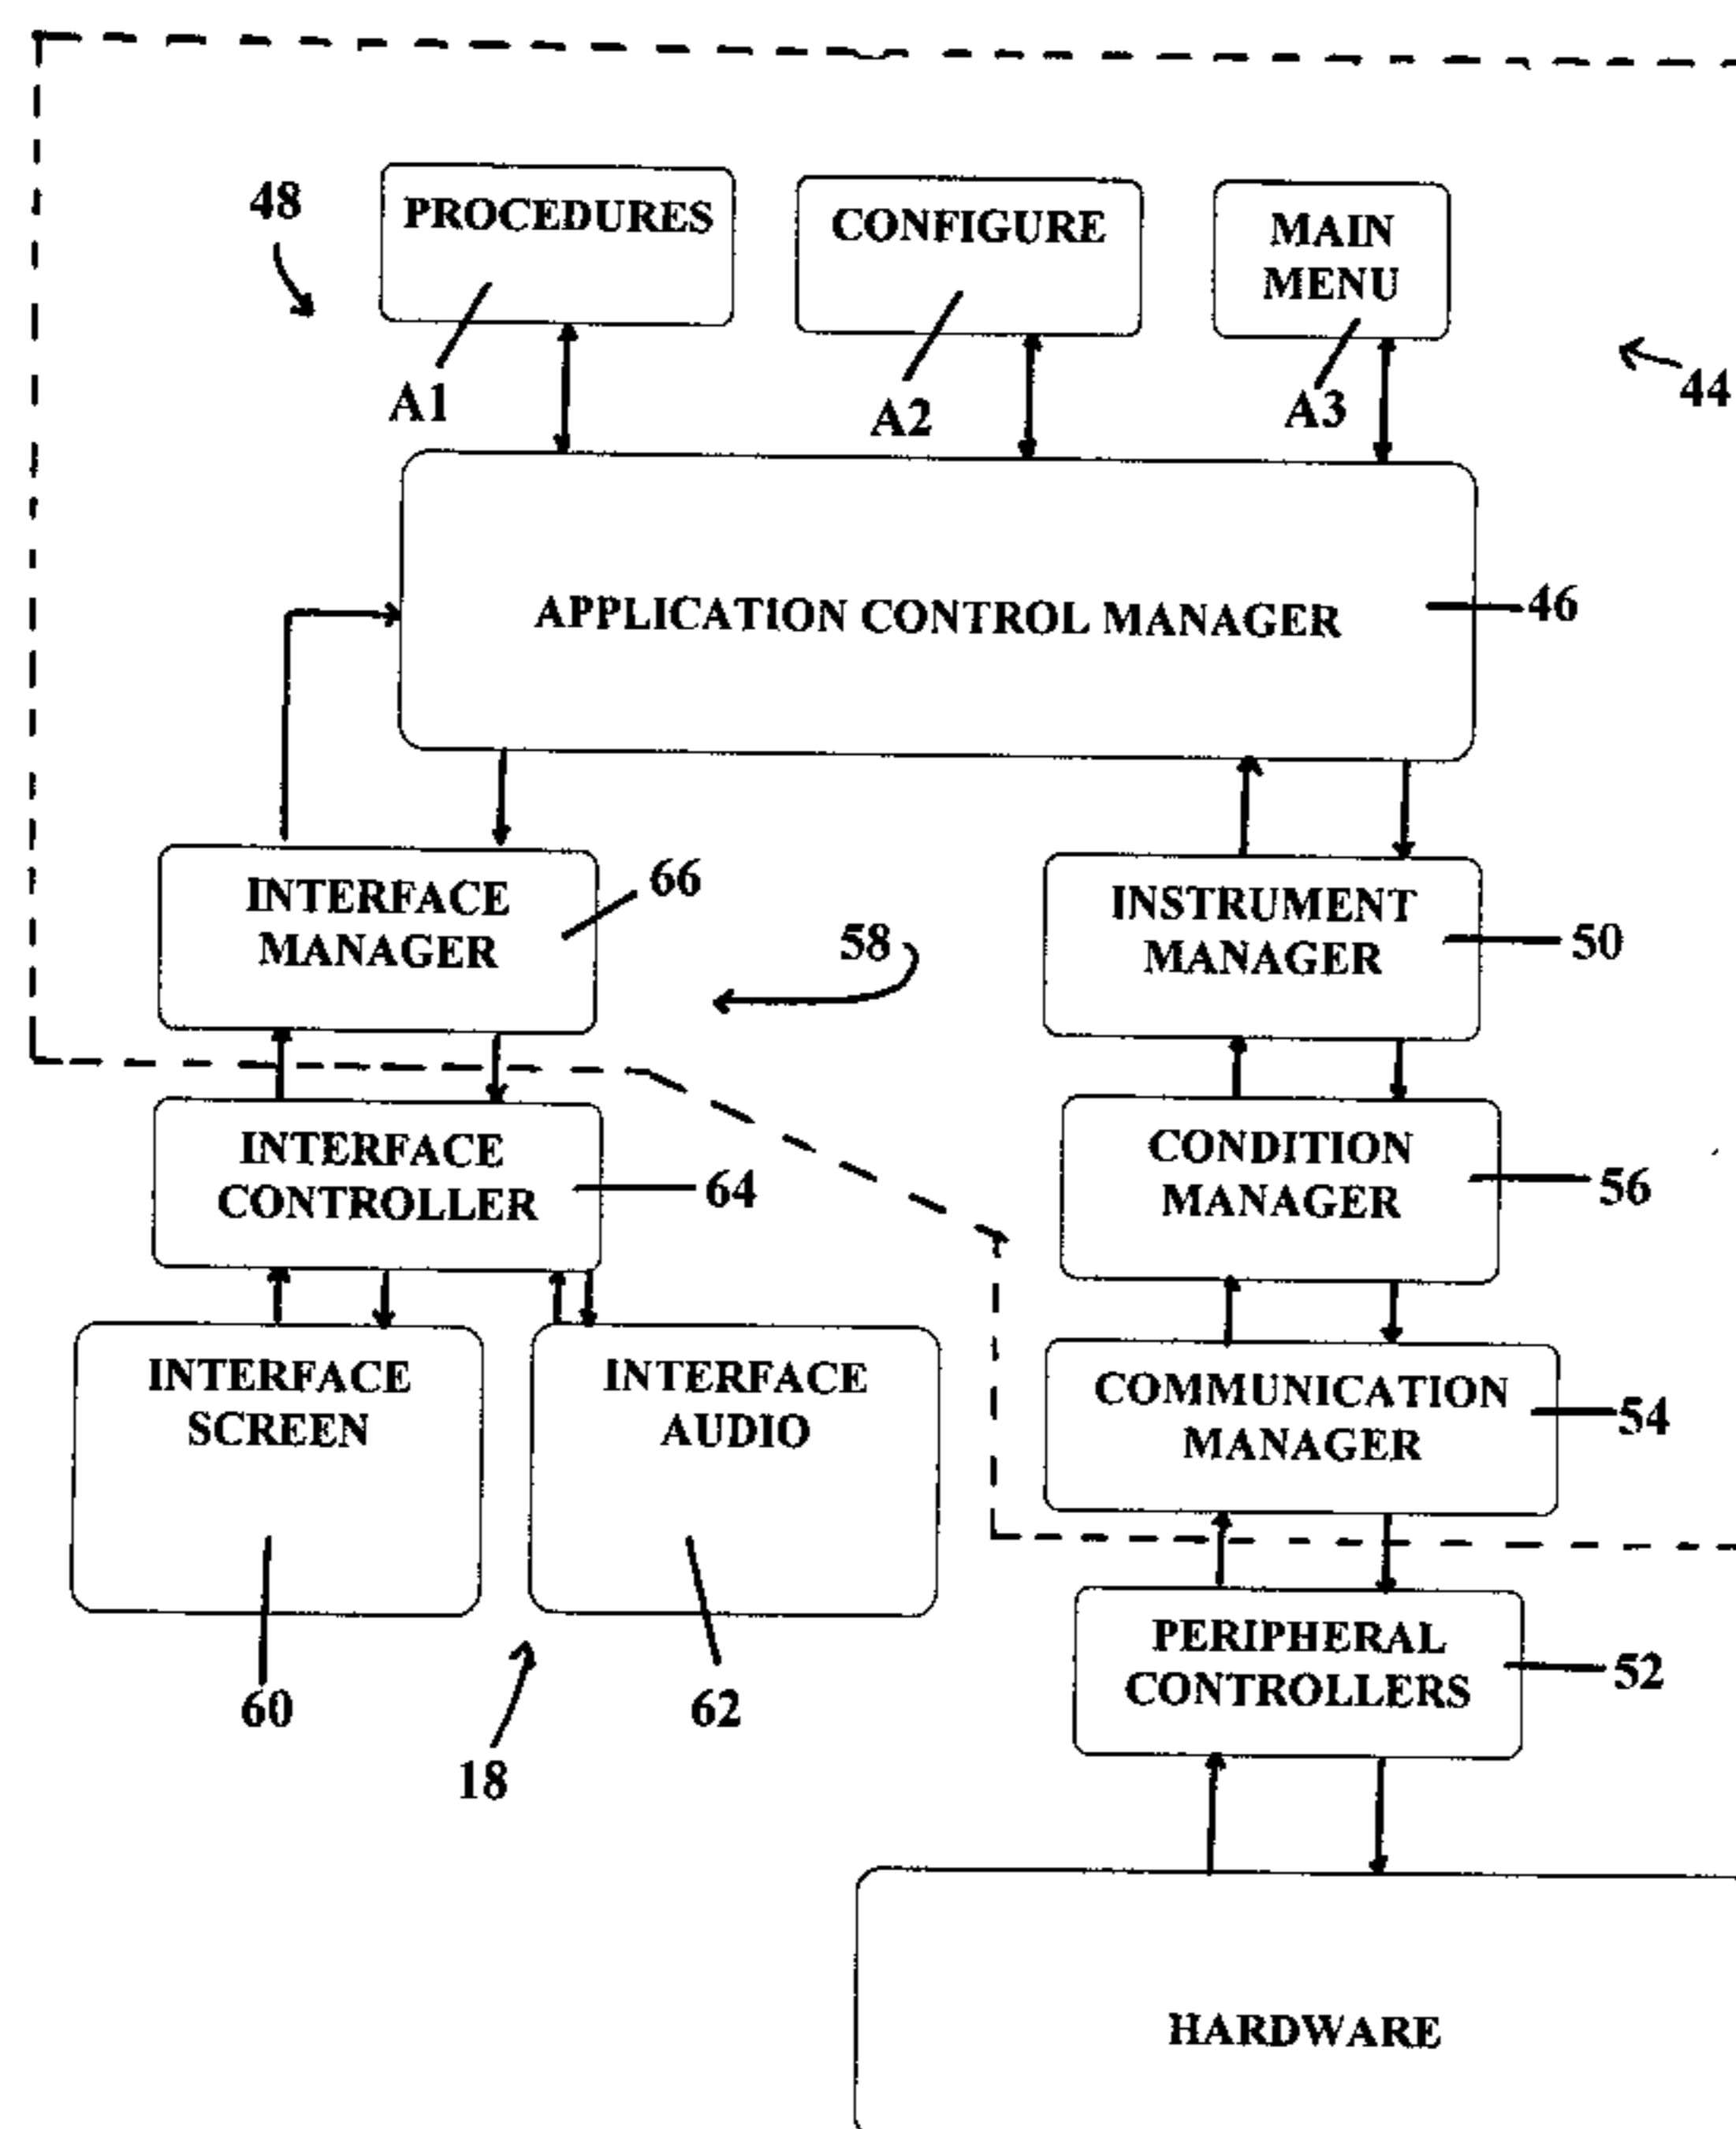 48
PROCEDURES
CONFIGURE
MAIN
MENU
44
A1
A2
A3
APPLICATION CONTROL MANAGER
46
INTERFACE
MANAGER
66
58
INSTRUMENT
MANAGER
50
INTERFACE
CONTROLLER
64
CONDITION
MANAGER
56
INTERFACE
SCREEN
INTERFACE
AUDIO
COMMUNICATION
MANAGER
54
60
62
18
PERIPHERAL
CONTROLLERS
52
HARDWARE